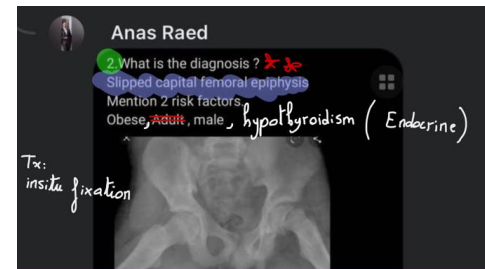 Anas Raed
2.What is the diagnosis ?
Slipped capital femoral epiphysis
Mention 2 risk factors.
Obese, Adult , male , hypothyroidism ( Endocrine)
Tx:
insitu fixation